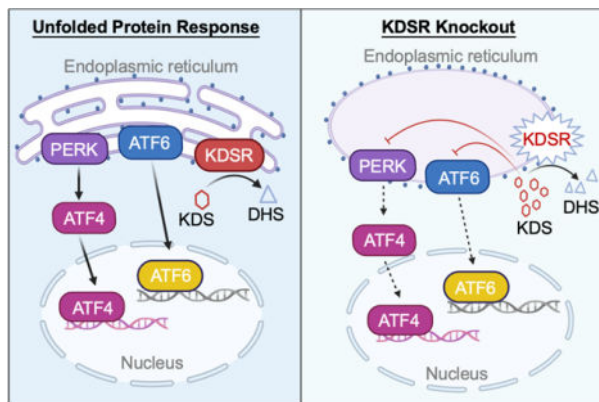 Unfolded Protein Response
Endoplasmic reticulum
PERK
ATF6
KDSR
KDS
DHS
ATF4
ATF6
ATF4
Nucleus
KDSR Knockout
Endoplasmic reticulum
KDSR
PERK
ATF6
KDS
DHS
ATF4
ATF6
ATF4
Nucleus